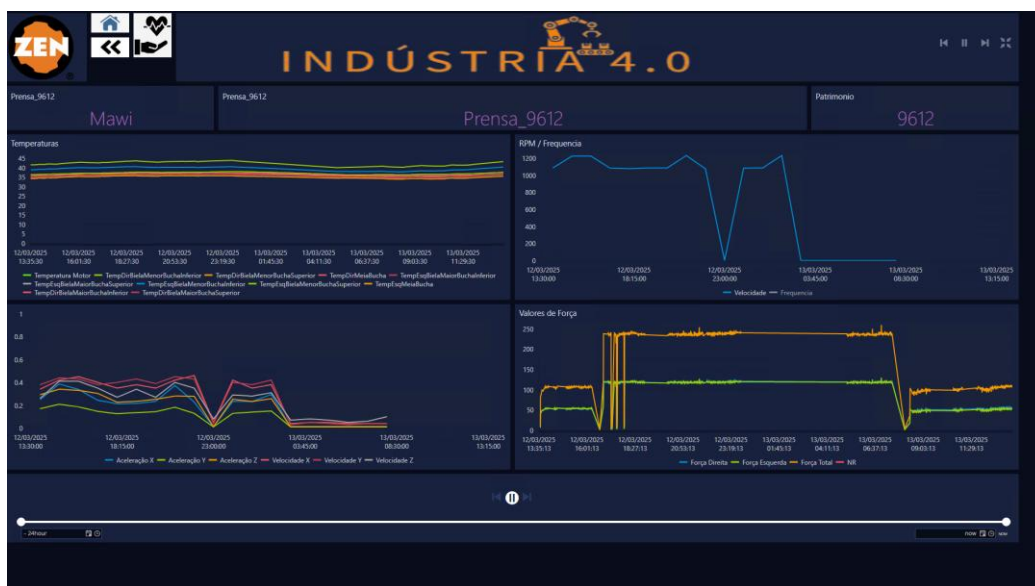 ZEN
INDÚSTRIA 4.0
Prensa_9612
Mawi
Prensa_9612
Prensa_9612
Patrimonio
9612
Temperaturas
45
40
35
30
25
20
15
10
5
0
12/03/2025 12/03/2025 12/03/2025 12/03/2025 12/03/2025 13/03/2025 13/03/2025 13/03/2025 13/03/2025 13/03/2025
13:35:30 16:01:30 18:27:30 20:53:30 23:19:30 01:45:30 04:11:30 06:37:30 09:03:30 11:29:30
Temperatura Motor TempDirBielaMenorBuchaInferior TempDirBielaMenorBuchaSuperior TempDirMeiaBucha TempEsqBielaMaiorBuchaInferior
TempEsqBielaMaiorBuchaSuperior TempEsqBielaMenorBuchaInferior TempEsqBielaMenorBuchaSuperior TempEsqMeiaBucha
TempDirBielaMaiorBuchaInferior TempDirBielaMaiorBuchaSuperior
RPM / Frequencia
1200
1000
800
600
400
200
0
12/03/2025 12/03/2025 12/03/2025 13/03/2025 13/03/2025 13/03/2025
13:30:00 18:15:00 23:00:00 03:45:00 08:30:00 13:15:00
Velocidade Frequencia
1
0.8
0.6
0.4
0.2
0
12/03/2025 12/03/2025 12/03/2025 13/03/2025 13/03/2025 13/03/2025
13:30:00 18:15:00 23:00:00 03:45:00 08:30:00 13:15:00
Aceleração X Aceleração Y Aceleração Z Velocidade X Velocidade Y Velocidade Z
Valores de Força
250
200
150
100
50
0
12/03/2025 12/03/2025 12/03/2025 12/03/2025 12/03/2025 13/03/2025 13/03/2025 13/03/2025 13/03/2025 13/03/2025
13:35:13 16:01:13 18:27:13 20:53:13 23:19:13 01:45:13 04:11:13 06:37:13 09:03:13 11:29:13
Força Direita Força Esquerda Força Total NR
- 24hour
now
NOW